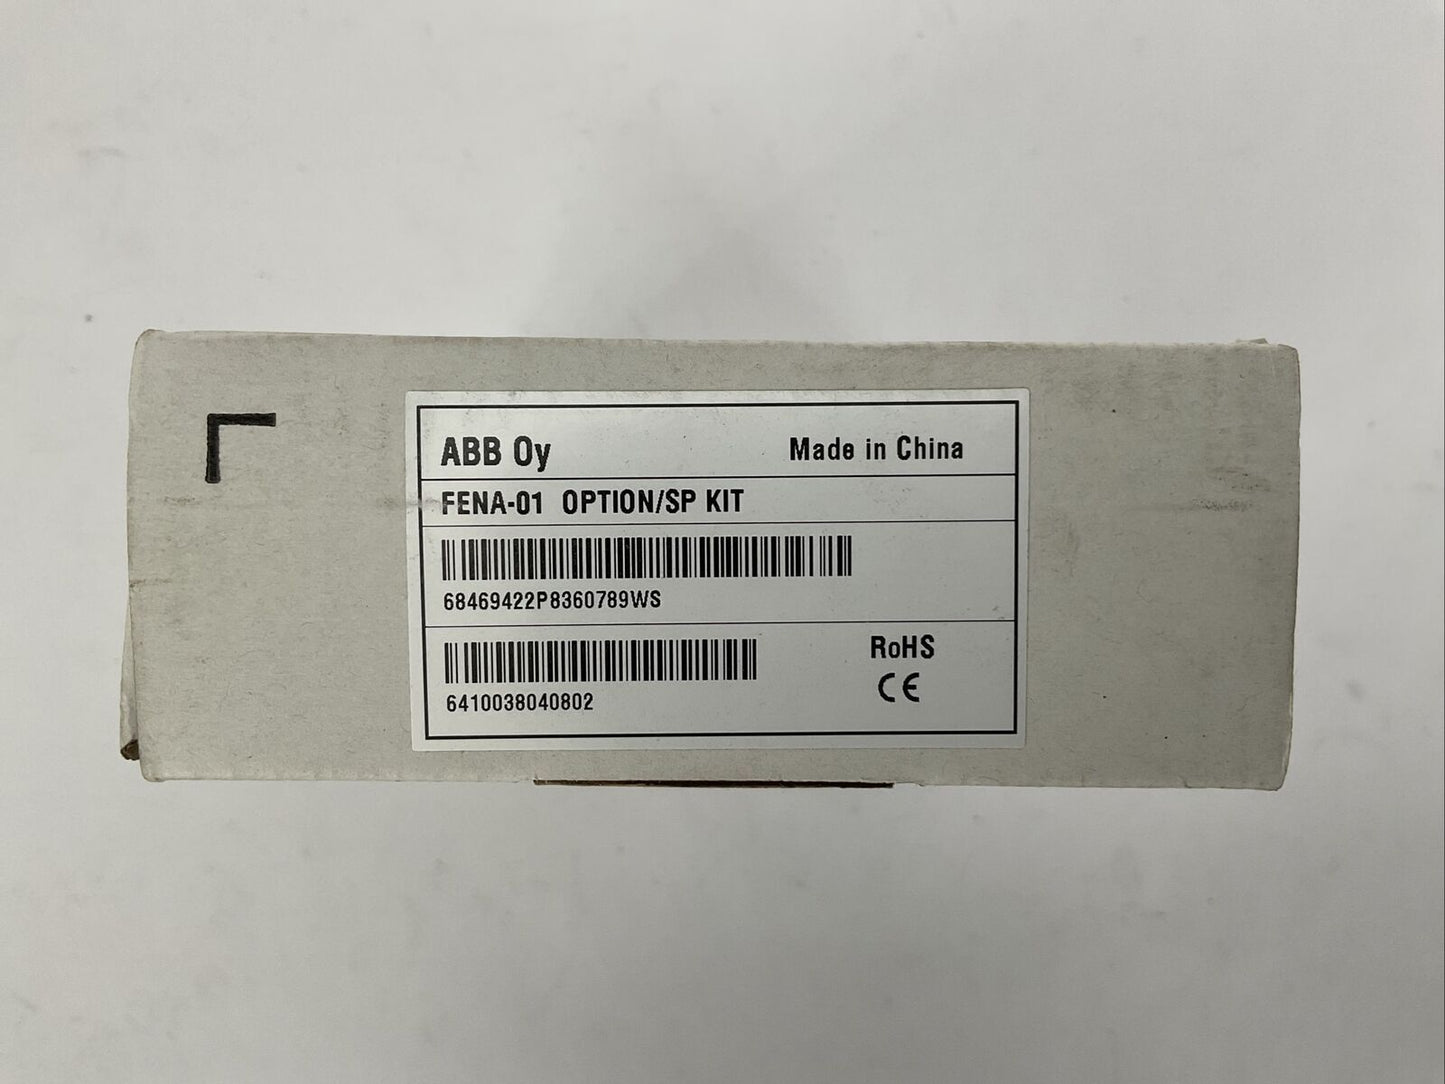 ABB Oy Made in China
FENA-01 OPTION/SP KIT
68469422P8360789WS
RoHS
6410038040802
CE